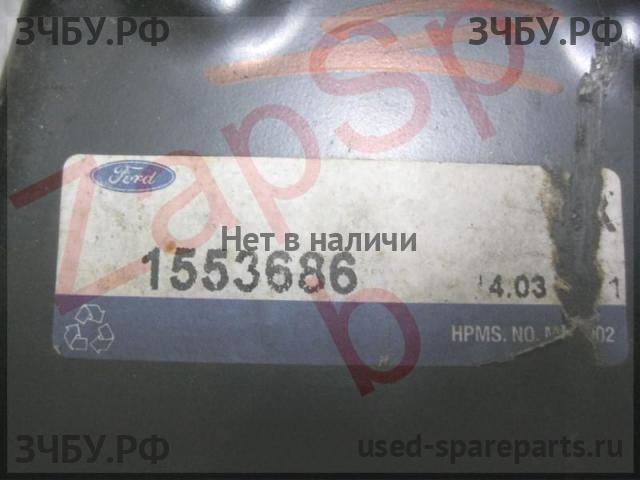 ЗЧБУ.РФ ЗЧБУ.РФ
ZapSp
Ford
Нет в наличи
1553686
4.03 1
HPMS. NO. 02
b
ЗЧБУ.РФ used-spareparts.ru